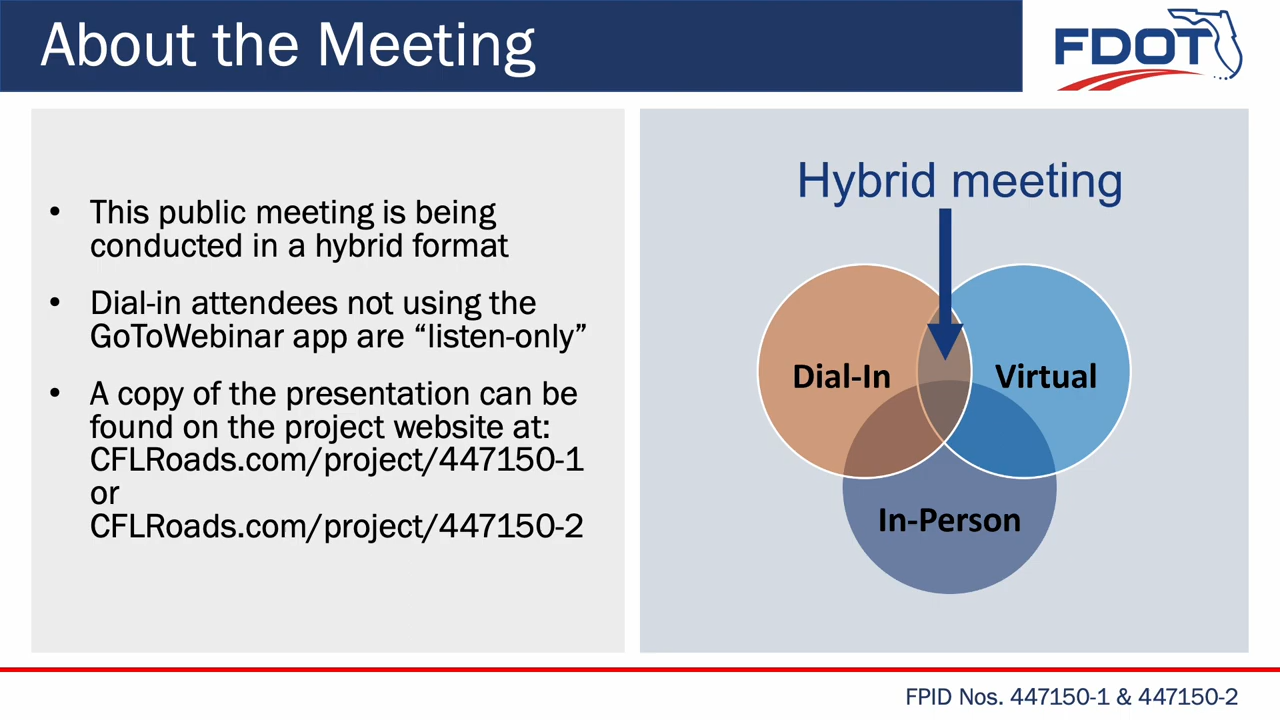 About the Meeting
FDOT
• This public meeting is being
conducted in a hybrid format
• Dial-in attendees not using the
GoToWebinar app are “listen-only”
• A copy of the presentation can be
found on the project website at:
CFLRoads.com/project/447150-1
or
CFLRoads.com/project/447150-2
Hybrid meeting
Dial-In
Virtual
In-Person
FPID Nos. 447150-1 & 447150-2